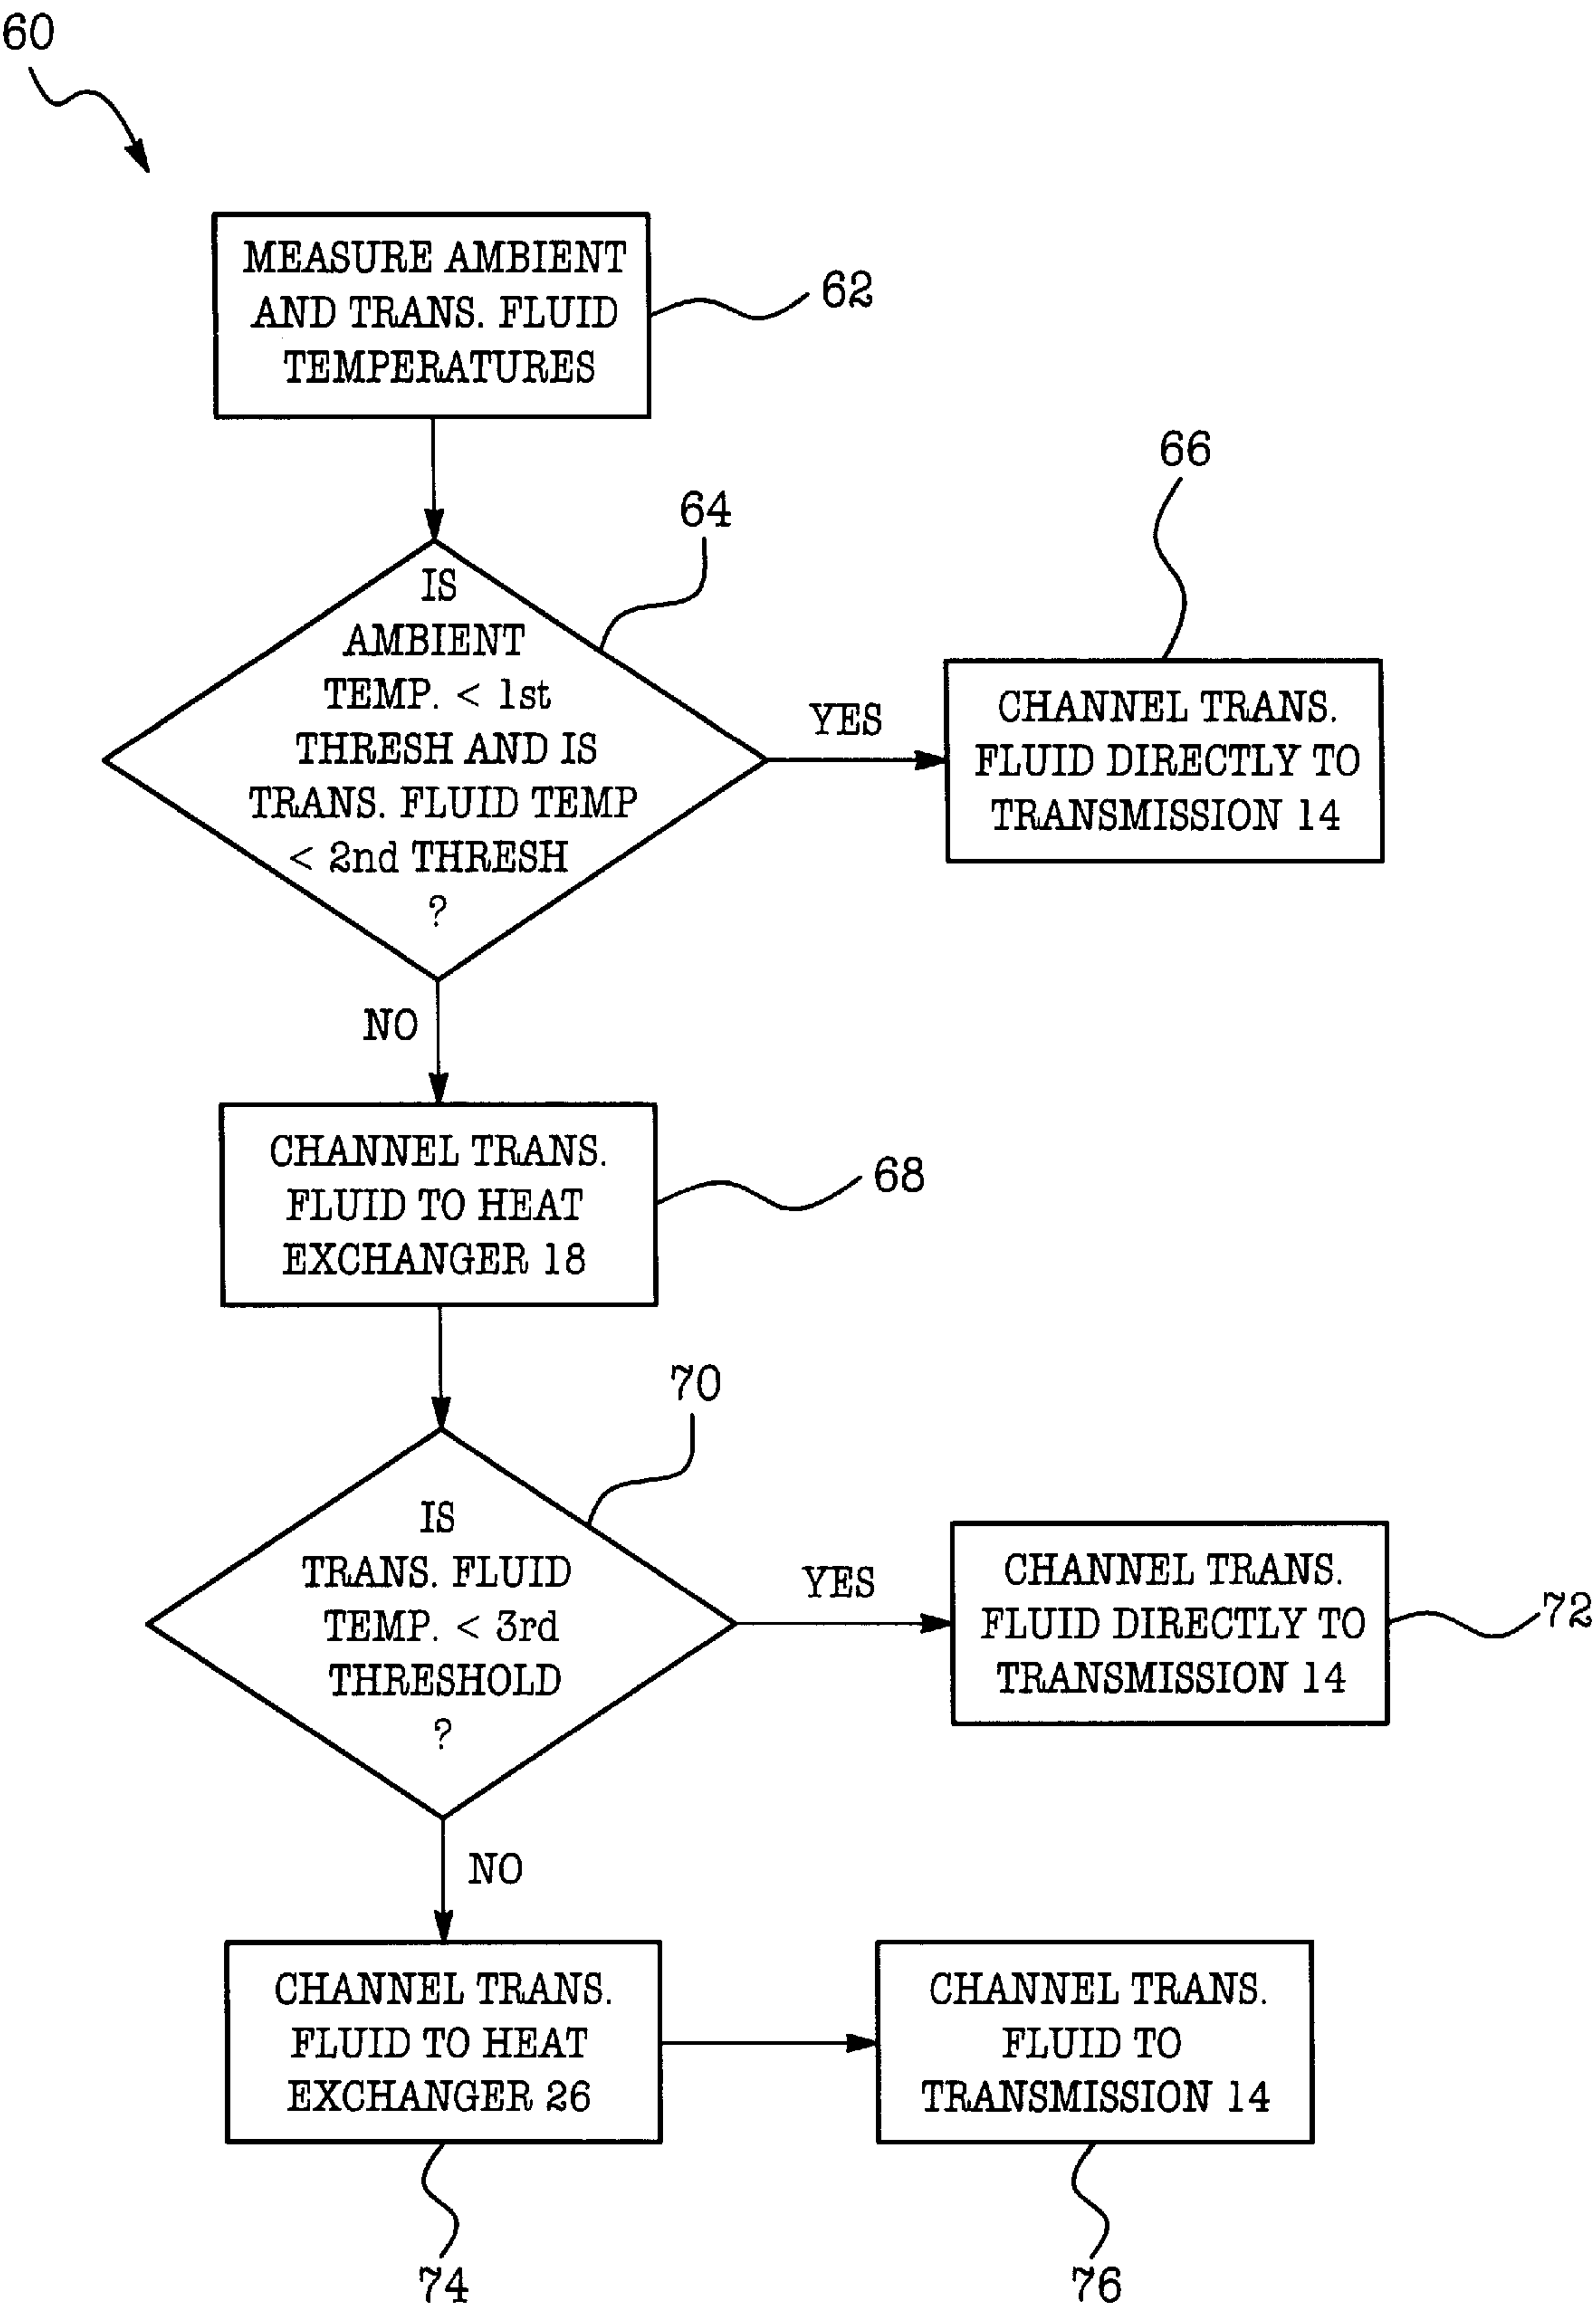 60
MEASURE AMBIENT
AND TRANS. FLUID
TEMPERATURES
62
64
IS
AMBIENT
TEMP. < 1st
THRESH AND IS
TRANS. FLUID TEMP
< 2nd THRESH
?
YES
66
CHANNEL TRANS.
FLUID DIRECTLY TO
TRANSMISSION 14
NO
CHANNEL TRANS.
FLUID TO HEAT
EXCHANGER 18
68
70
IS
TRANS. FLUID
TEMP. < 3rd
THRESHOLD
?
YES
CHANNEL TRANS.
FLUID DIRECTLY TO
TRANSMISSION 14
72
NO
CHANNEL TRANS.
FLUID TO HEAT
EXCHANGER 26
74
CHANNEL TRANS.
FLUID TO
TRANSMISSION 14
76